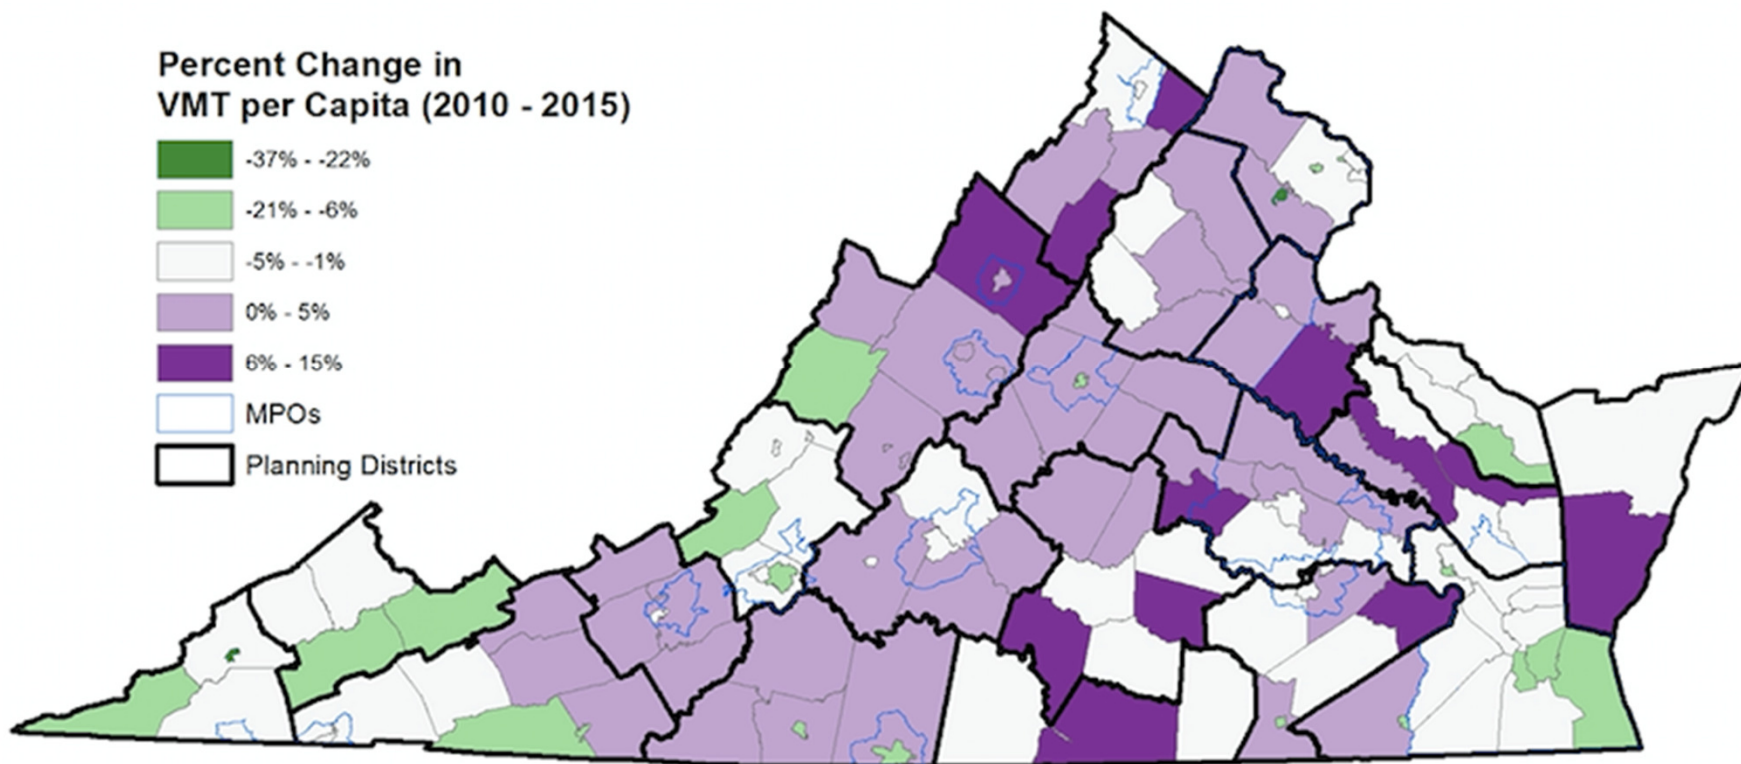 Percent Change in
VMT per Capita (2010 - 2015)
-37% - -22%
-21% - -6%
-5% - -1%
0% - 5%
6% - 15%
MPOs
Planning Districts